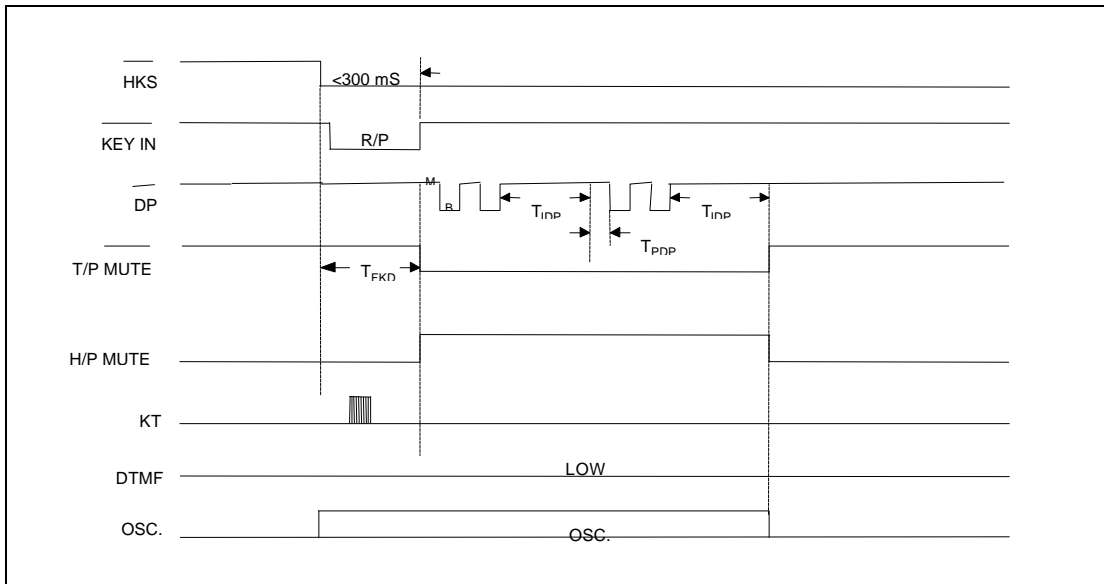 HKS
<300 mS
KEY IN
R/P
DP
M
B
TIDP
TIDP
TPDP
T/P MUTE
TFKD
H/P MUTE
KT
LOW
DTMF
OSC.
OSC.